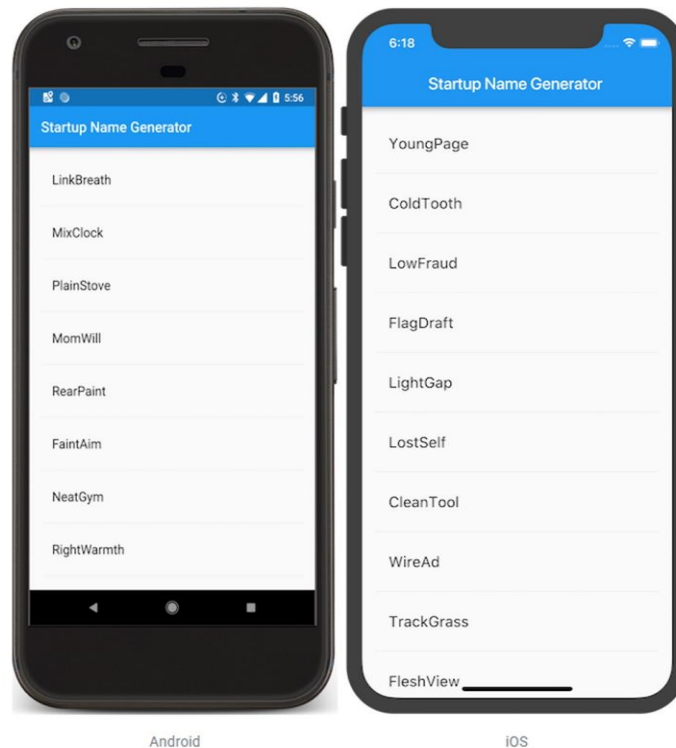 5:56
Startup Name Generator
LinkBreath
MixClock
PlainStove
MomWill
RearPaint
FaintAim
NeatGym
RightWarmth
Android
6:18
Startup Name Generator
YoungPage
ColdTooth
LowFraud
FlagDraft
LightGap
LostSelf
CleanTool
WireAd
TrackGrass
FleshView
iOS